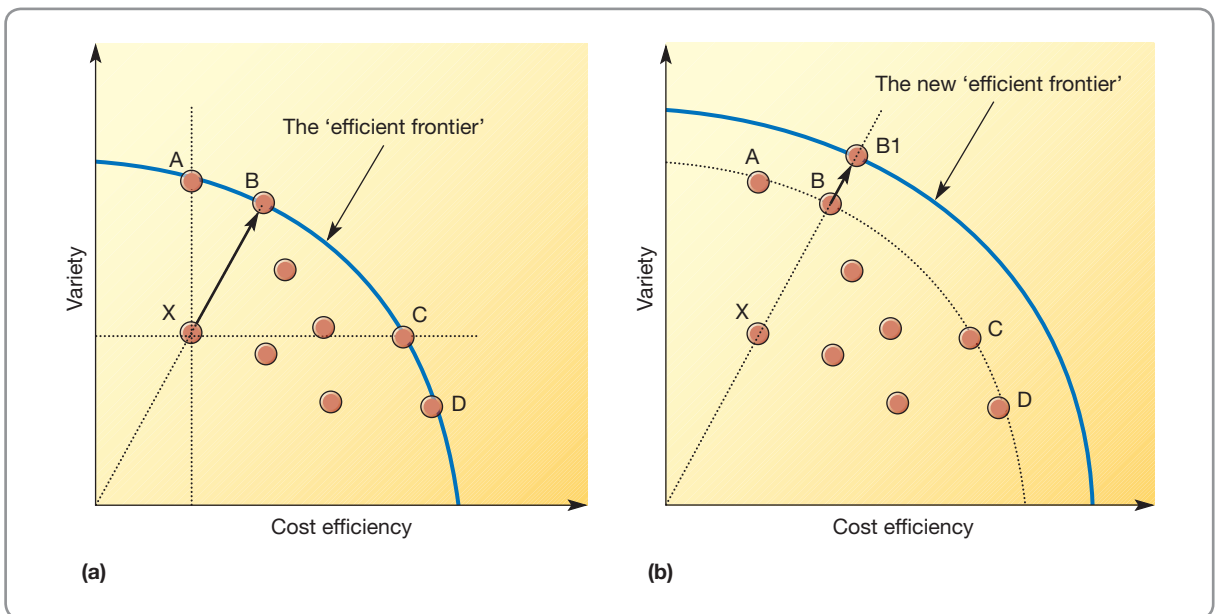 The ‘efficient frontier’
A
B
X
C
D
Variety
Cost efficiency
(a)
The new ‘efficient frontier’
B1
A
B
X
C
D
Variety
Cost efficiency
(b)